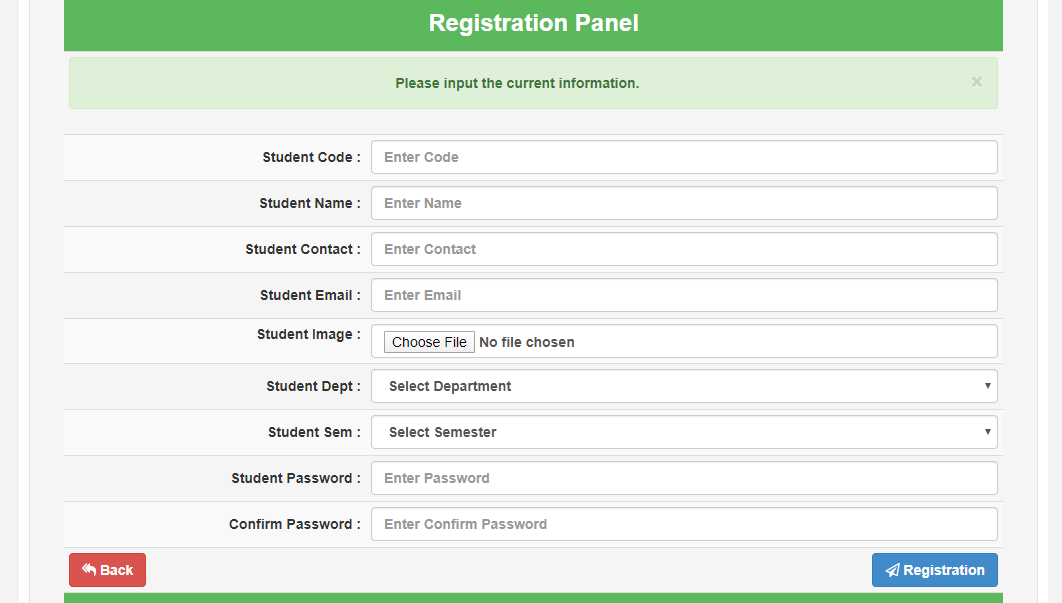 Registration Panel
Please input the current information. ×
Student Code : Enter Code
Student Name : Enter Name
Student Contact : Enter Contact
Student Email : Enter Email
Student Image : Choose File No file chosen
Student Dept : Select Department
Student Sem : Select Semester
Student Password : Enter Password
Confirm Password : Enter Confirm Password
Back Registration